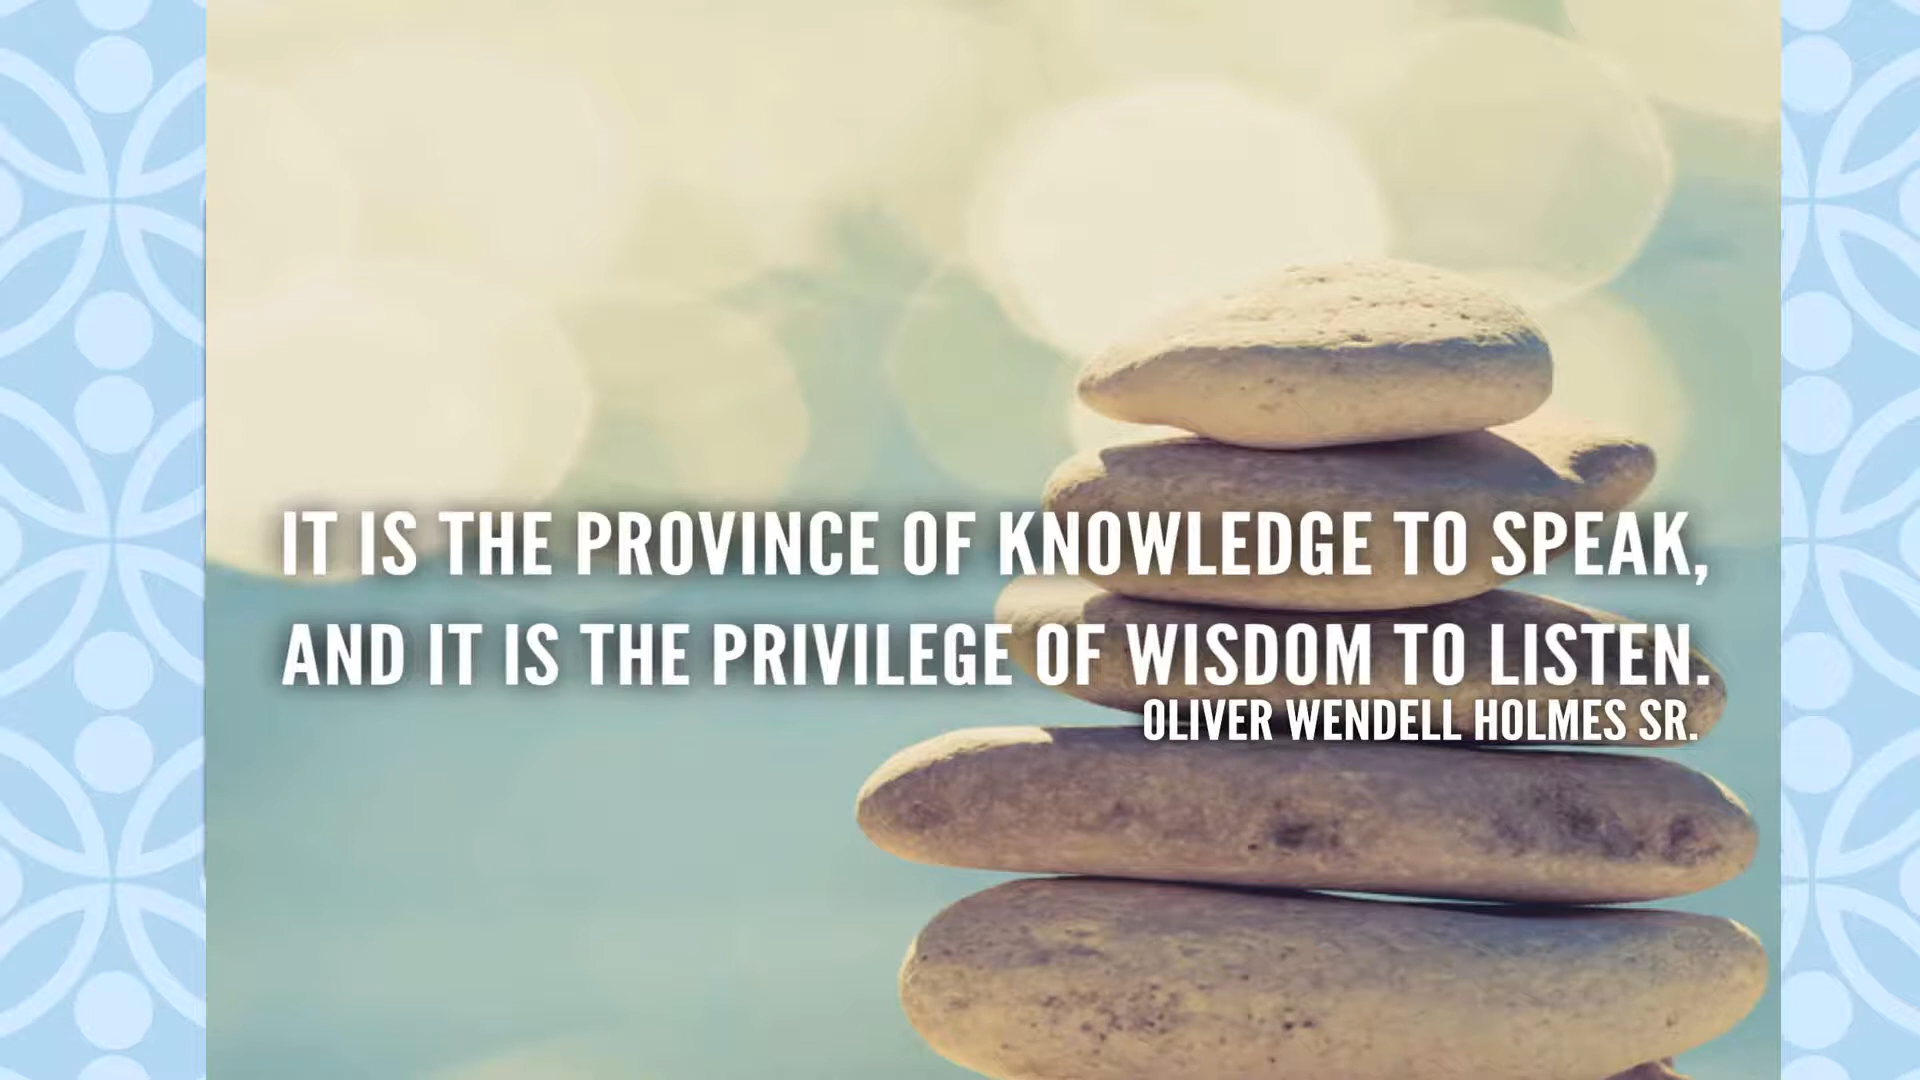 IT IS THE PROVINCE OF KNOWLEDGE TO SPEAK,
AND IT IS THE PRIVILEGE OF WISDOM TO LISTEN.
OLIVER WENDELL HOLMES SR.